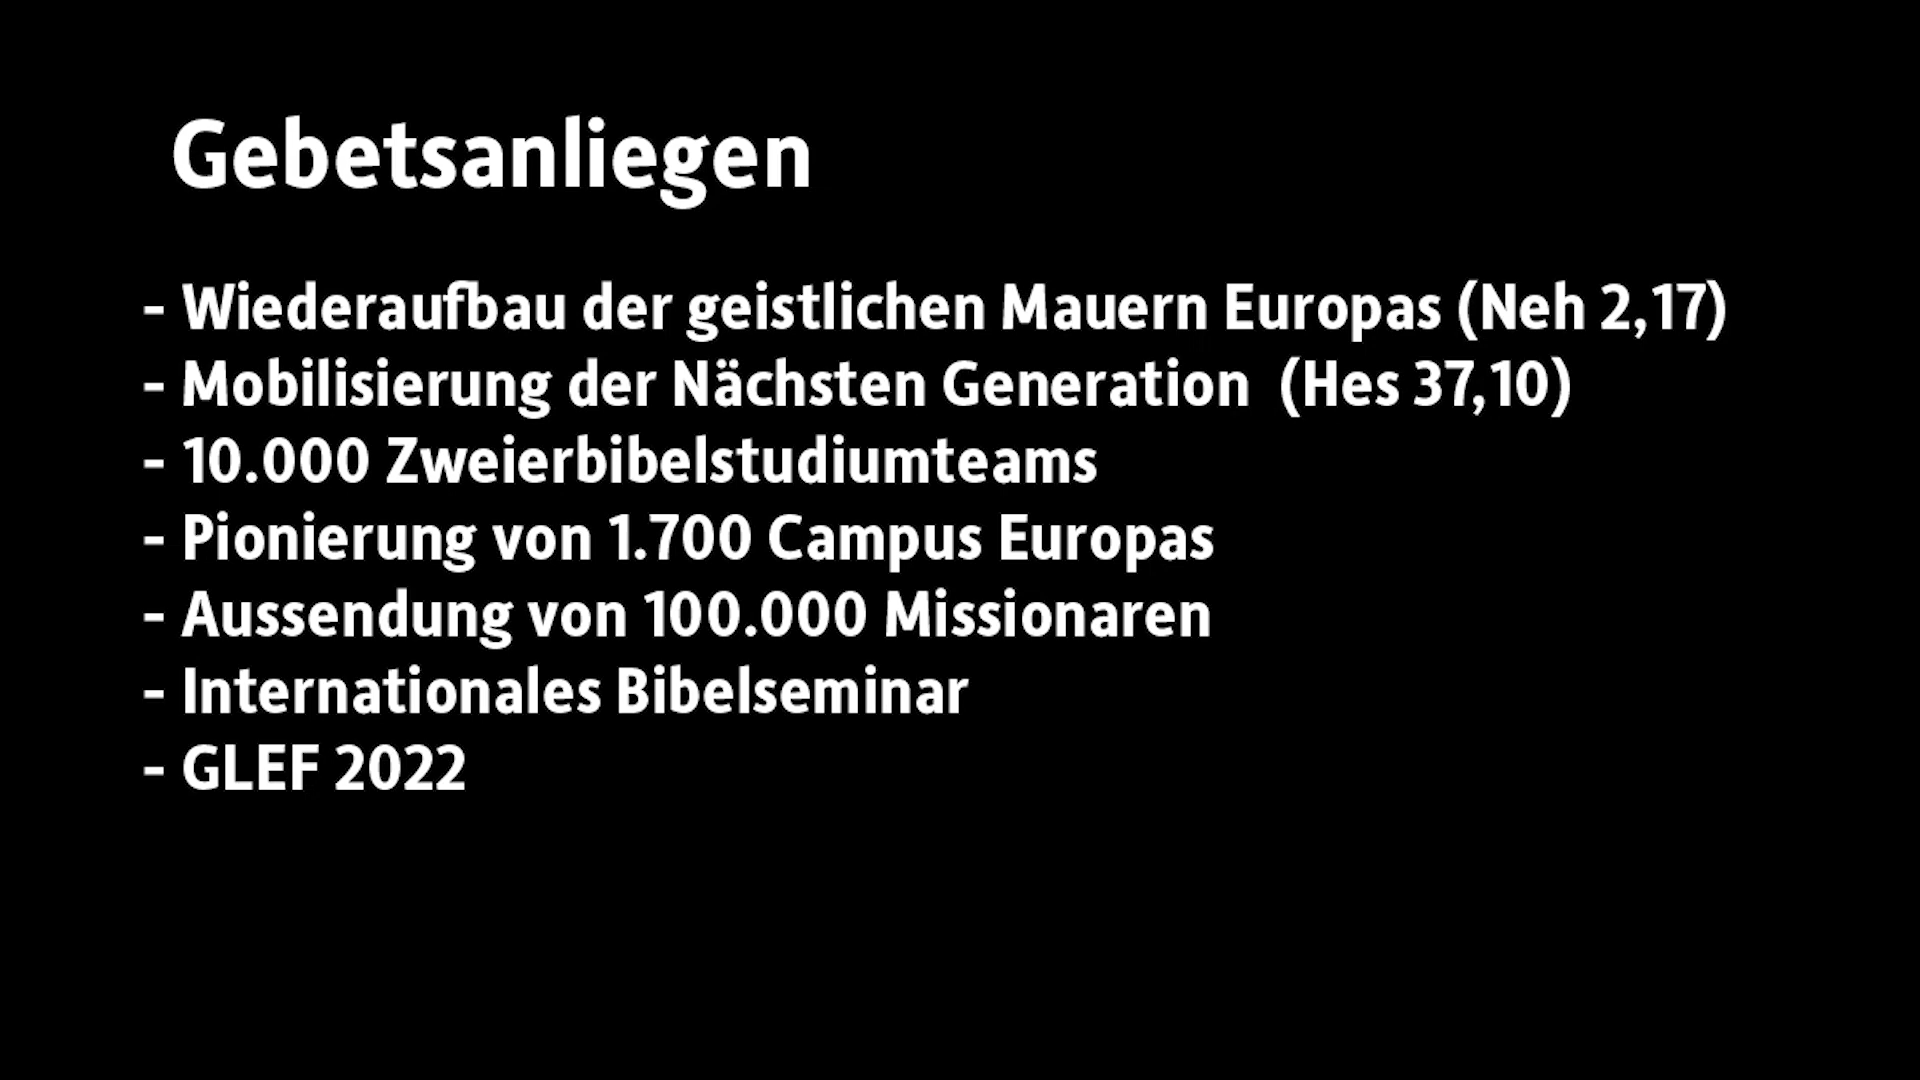 Gebetsanliegen
- Wiederaufbau der geistlichen Mauern Europas (Neh 2,17)
- Mobilisierung der Nächsten Generation  (Hes 37,10)
- 10.000 Zweierbibelstudiumteams
- Pionierung von 1.700 Campus Europas
- Aussendung von 100.000 Missionaren
- Internationales Bibelseminar
- GLEF 2022